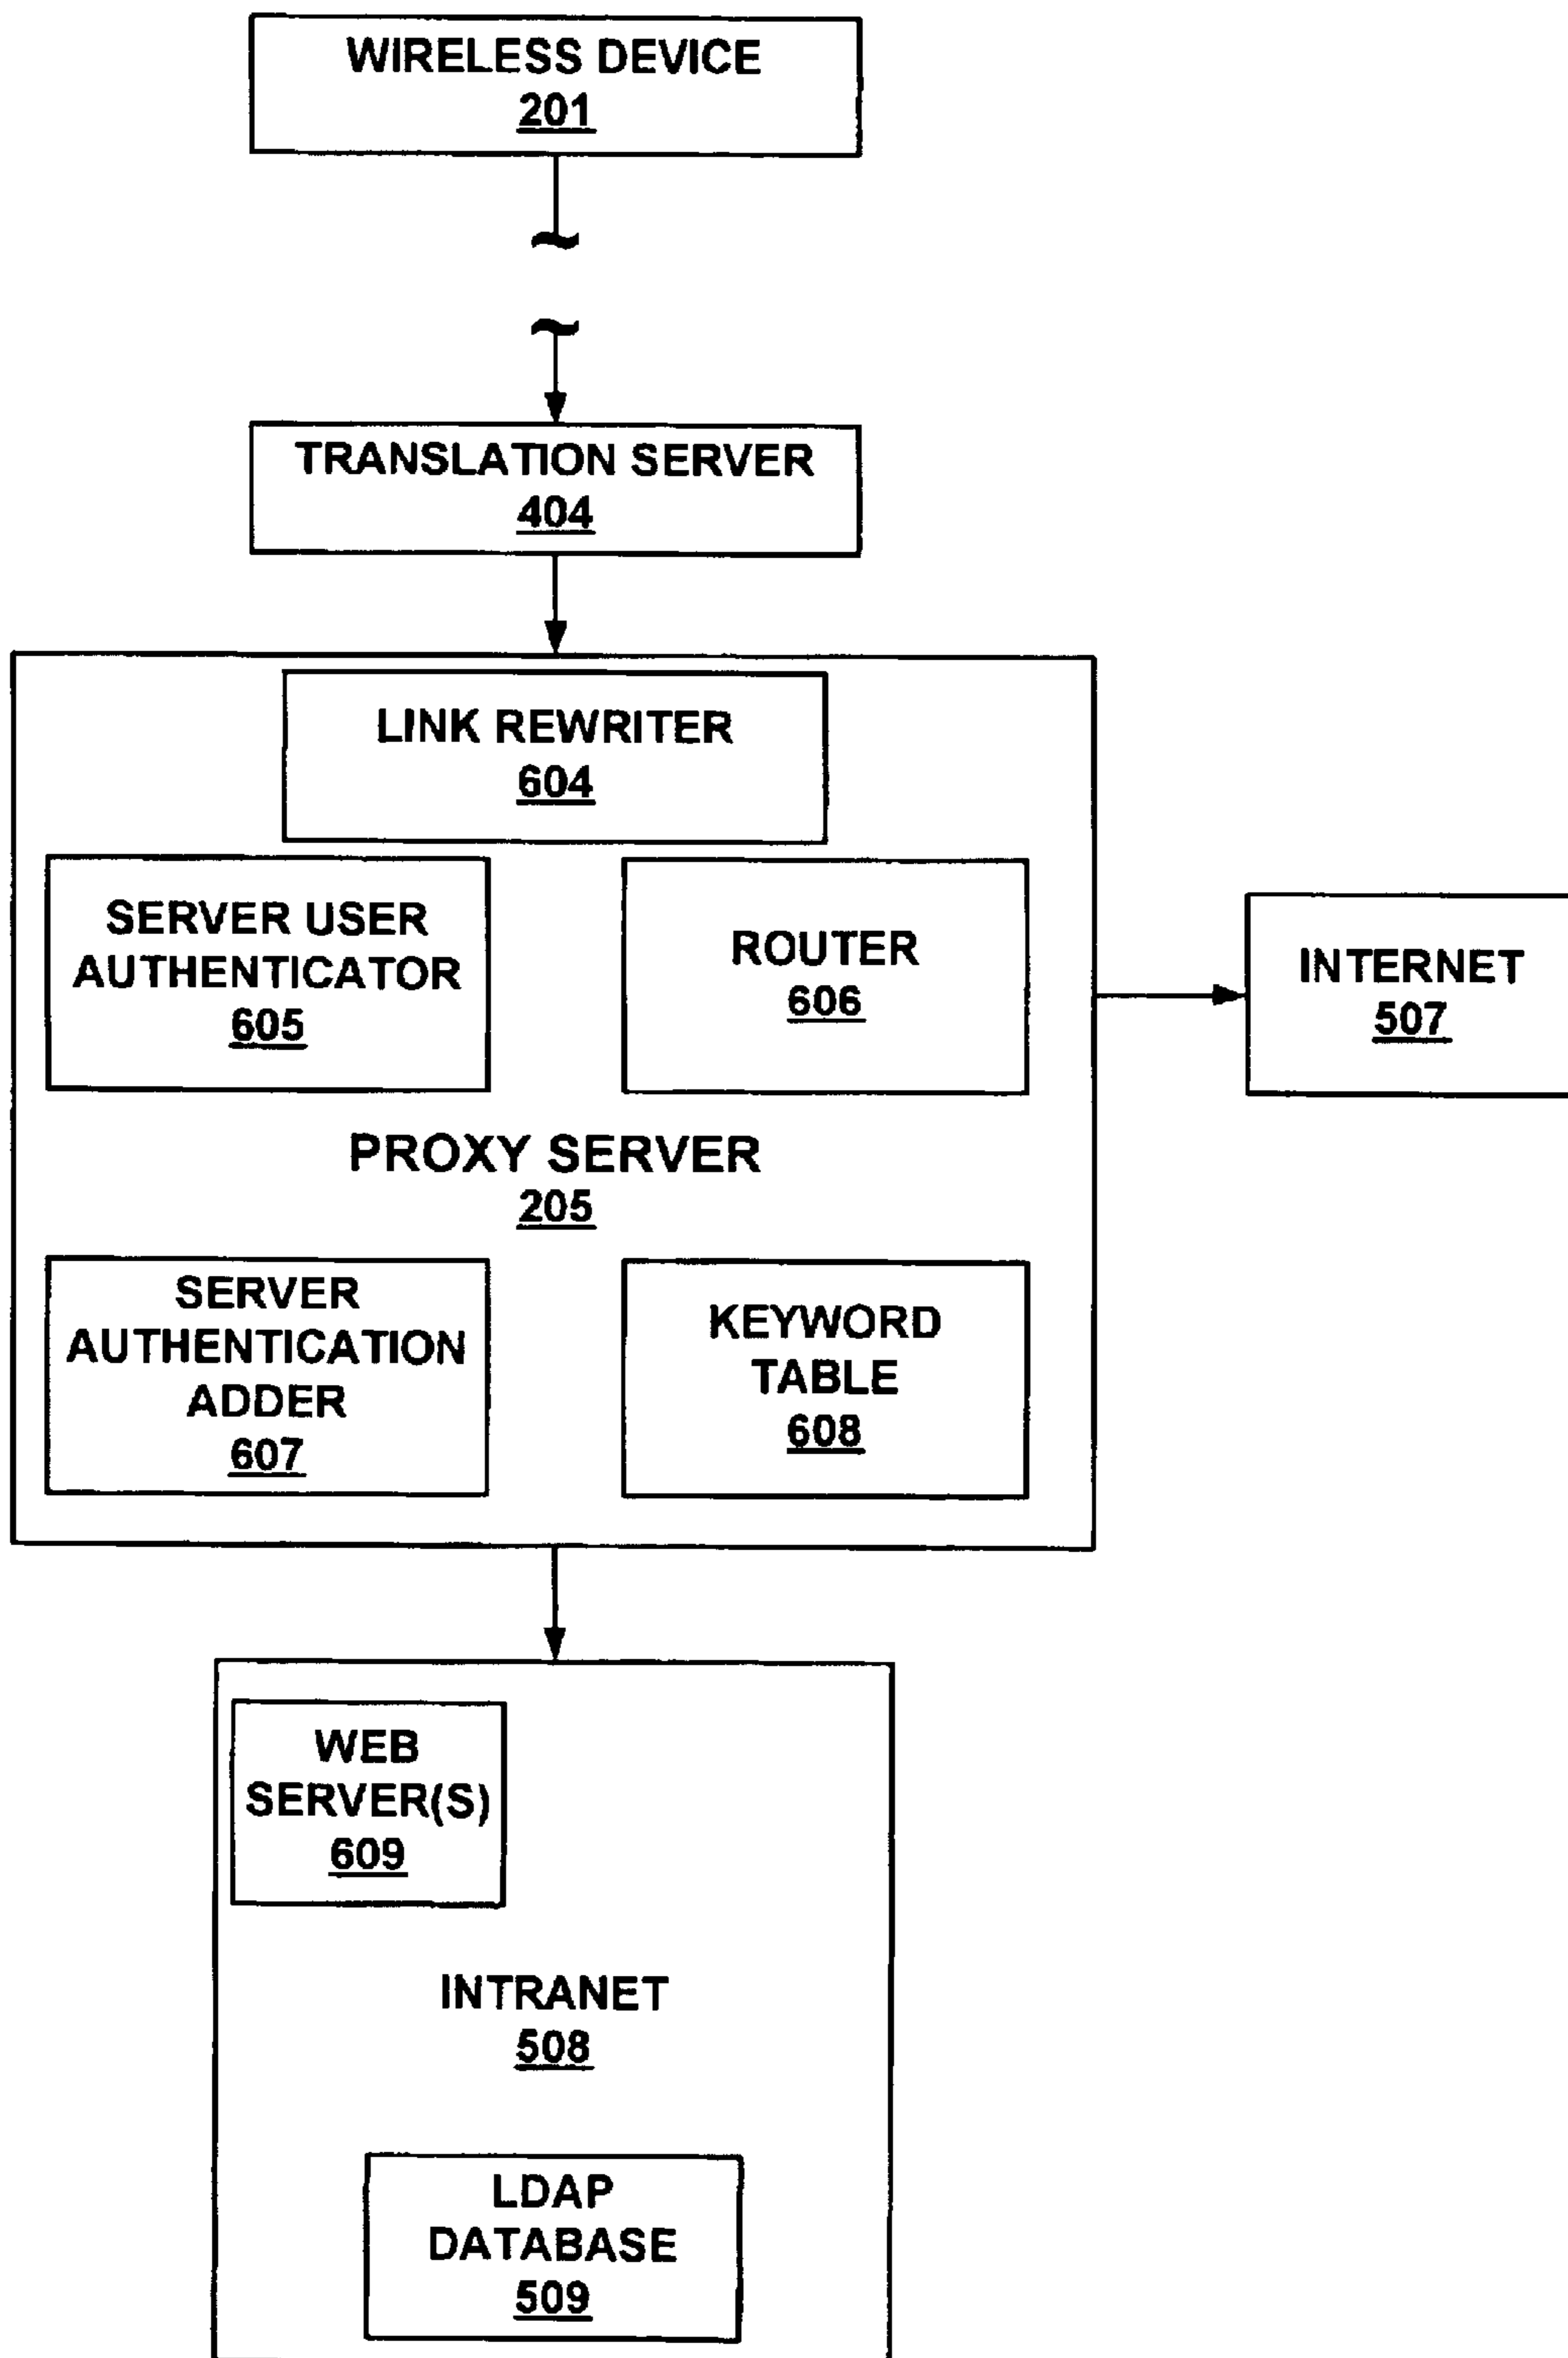 WIRELESS DEVICE
201
TRANSLATION SERVER
404
LINK REWRITER
604
SERVER USER
AUTHENTICATOR
605
ROUTER
606
INTERNET
507
PROXY SERVER
205
SERVER
AUTHENTICATION
ADDER
607
KEYWORD
TABLE
608
WEB
SERVER(S)
609
INTRANET
508
LDAP
DATABASE
509